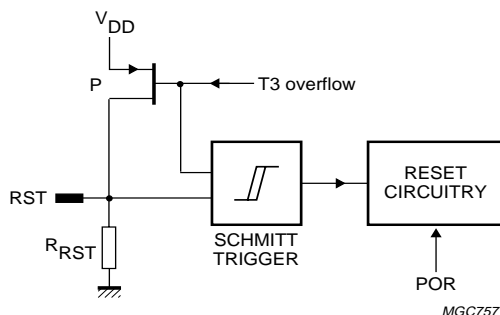 VDD
P
T3 overflow
RST
RRST
SCHMITT
TRIGGER
RESET
CIRCUITRY
POR
MGC757